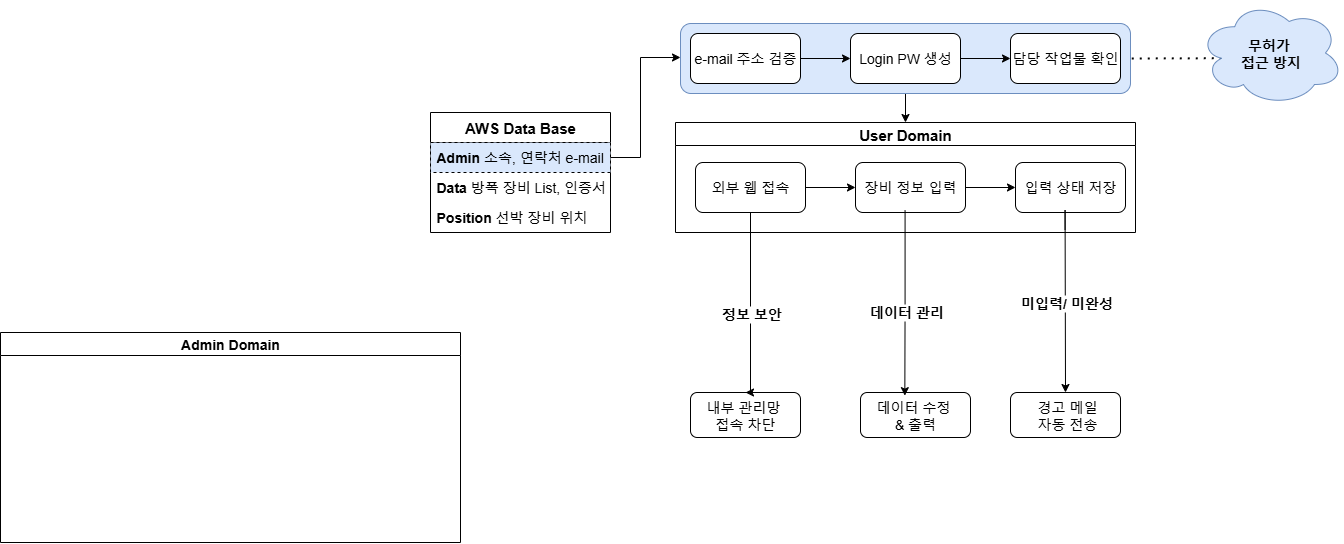 e-mail 주소 검증
Login PW 생성
담당 작업물 확인
무허가
접근 방지
AWS Data Base
Admin 소속, 연락처 e-mail
Data 방폭 장비 List, 인증서
Position 선박 장비 위치
User Domain
외부 웹 접속
장비 정보 입력
입력 상태 저장
정보 보안
데이터 관리
미입력/ 미완성
Admin Domain
내부 관리망
접속 차단
데이터 수정
& 출력
경고 메일
자동 전송